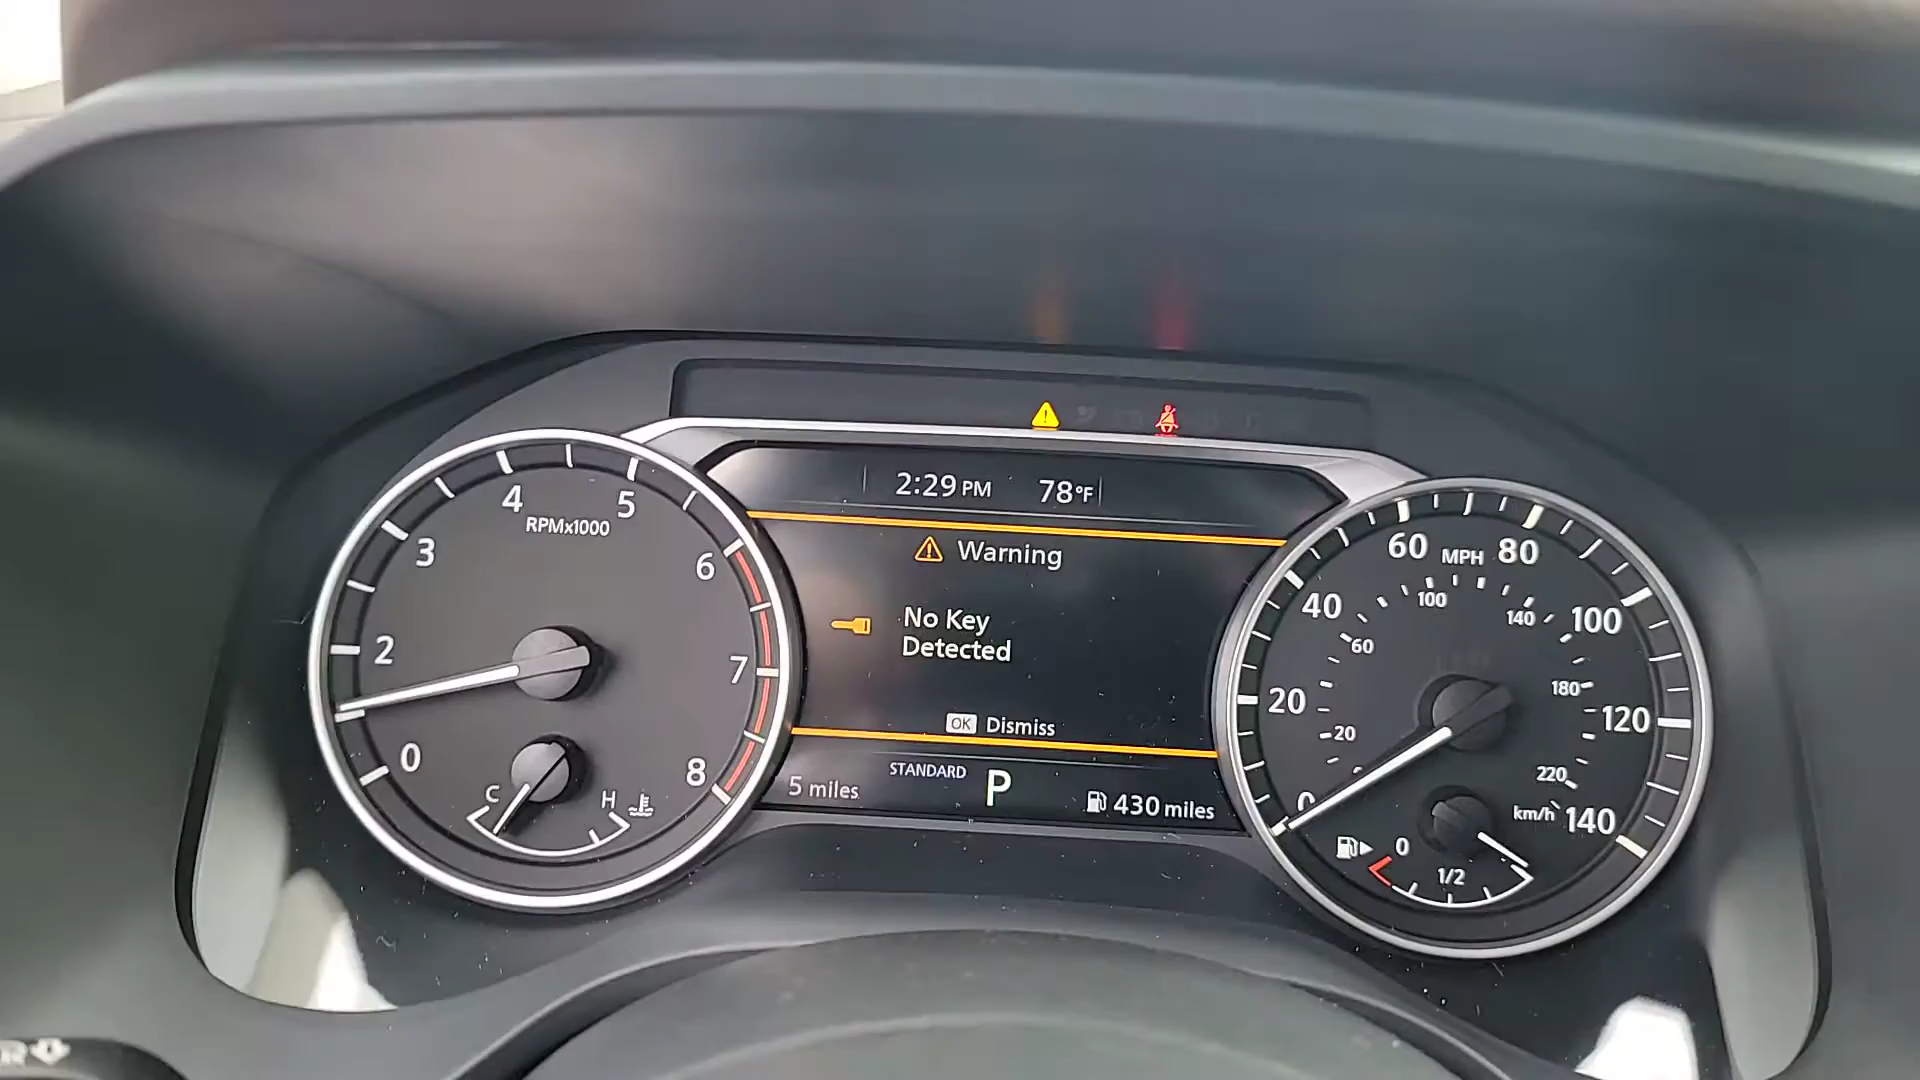 2:29 PM 78°F
Warning
No Key
Detected
OK Dismiss
STANDARD
5 miles P 430 miles
4 5
RPMx1000
3 6
2 7
0 8
C H
60 MPH 80
40 100
100 140
60
20 180 120
20
220
0 km/h 140
0
1/2
R